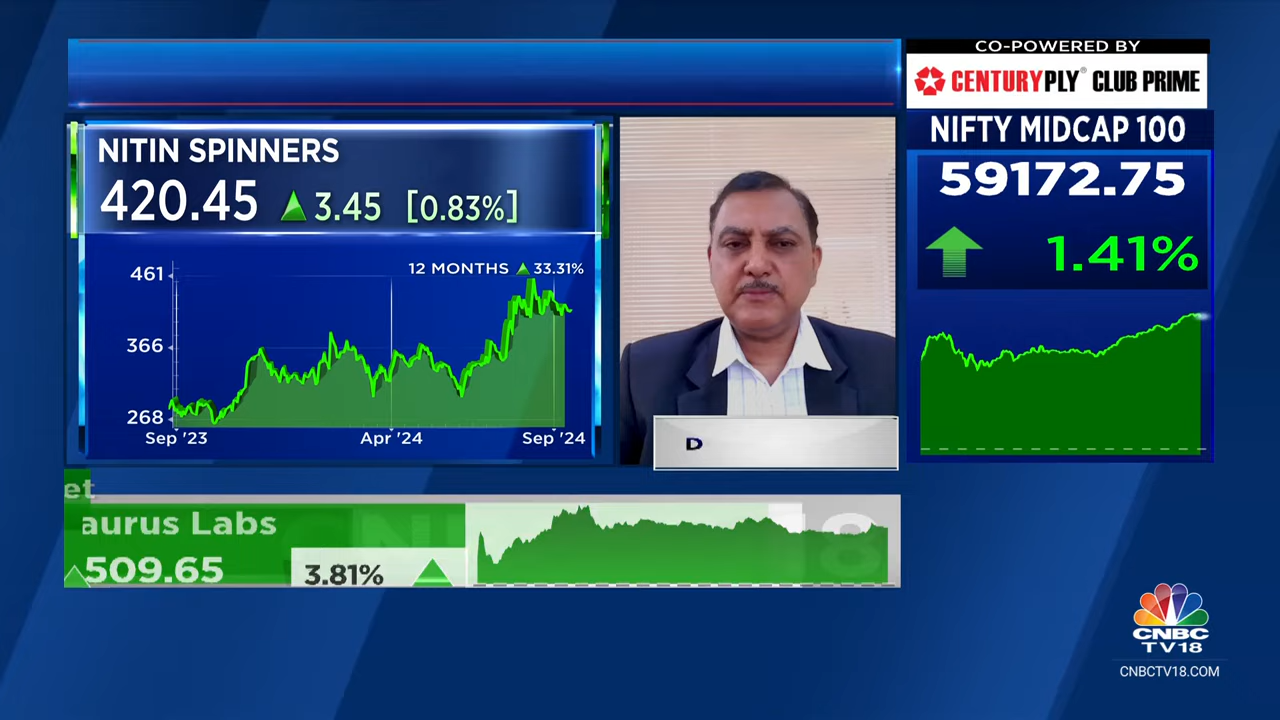 CO-POWERED BY
CENTURYPLY® CLUB PRIME
NITIN SPINNERS
420.45 ▲ 3.45 [0.83%]
12 MONTHS ▲ 33.31%
461
366
268
Sep '23 Apr '24 Sep '24
NIFTY MIDCAP 100
59172.75
1.41%
D
et
aurus Labs
509.65
3.81%
18
CNBC
TV18
CNBCTV18.COM